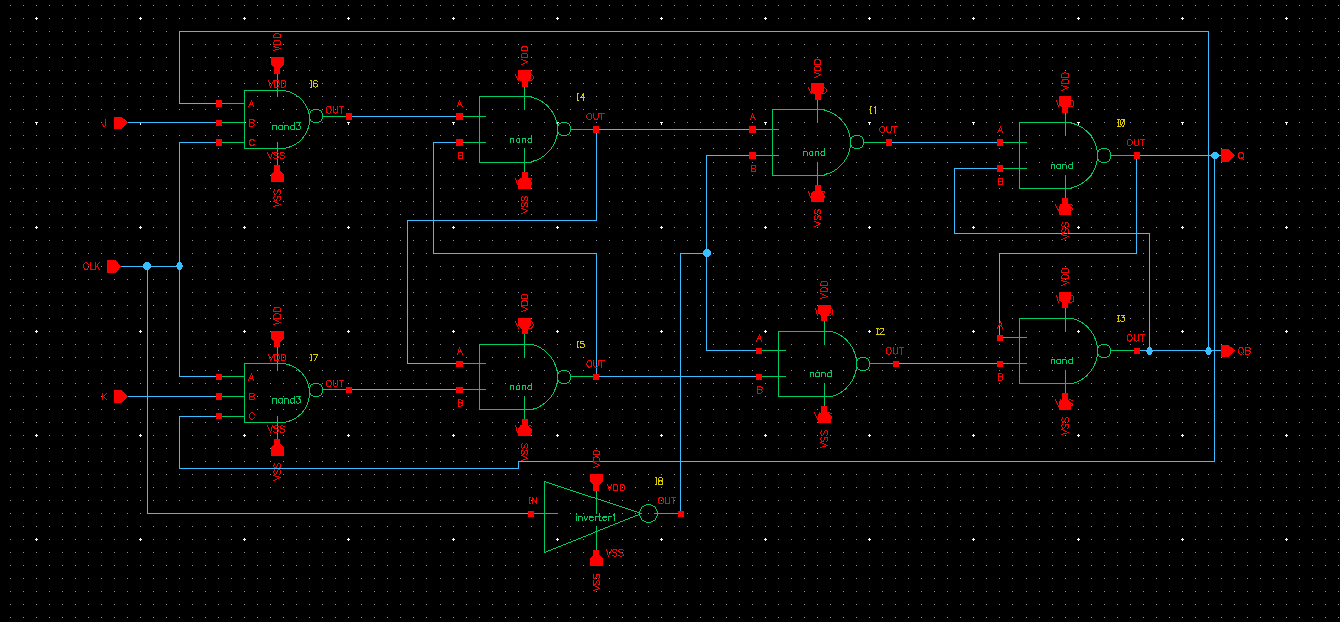 VDD
I6
VDD
A
OUT
J
B
nand3
C
VSS
VSS
VDD
I4
A
OUT
nand
B
VSS
VDD
I1
A
OUT
nand
B
VSS
VDD
I0
A
OUT
nand
Q
B
VSS
CLK
VDD
I7
VDD
A
OUT
K
B
nand3
C
VSS
VSS
VDD
I5
A
OUT
nand
B
VSS
VDD
I2
A
OUT
nand
B
VSS
VDD
I3
A
OUT
nand
QB
B
VSS
VDD
I8
VDD
IN
OUT
inverter1
VSS
VSS